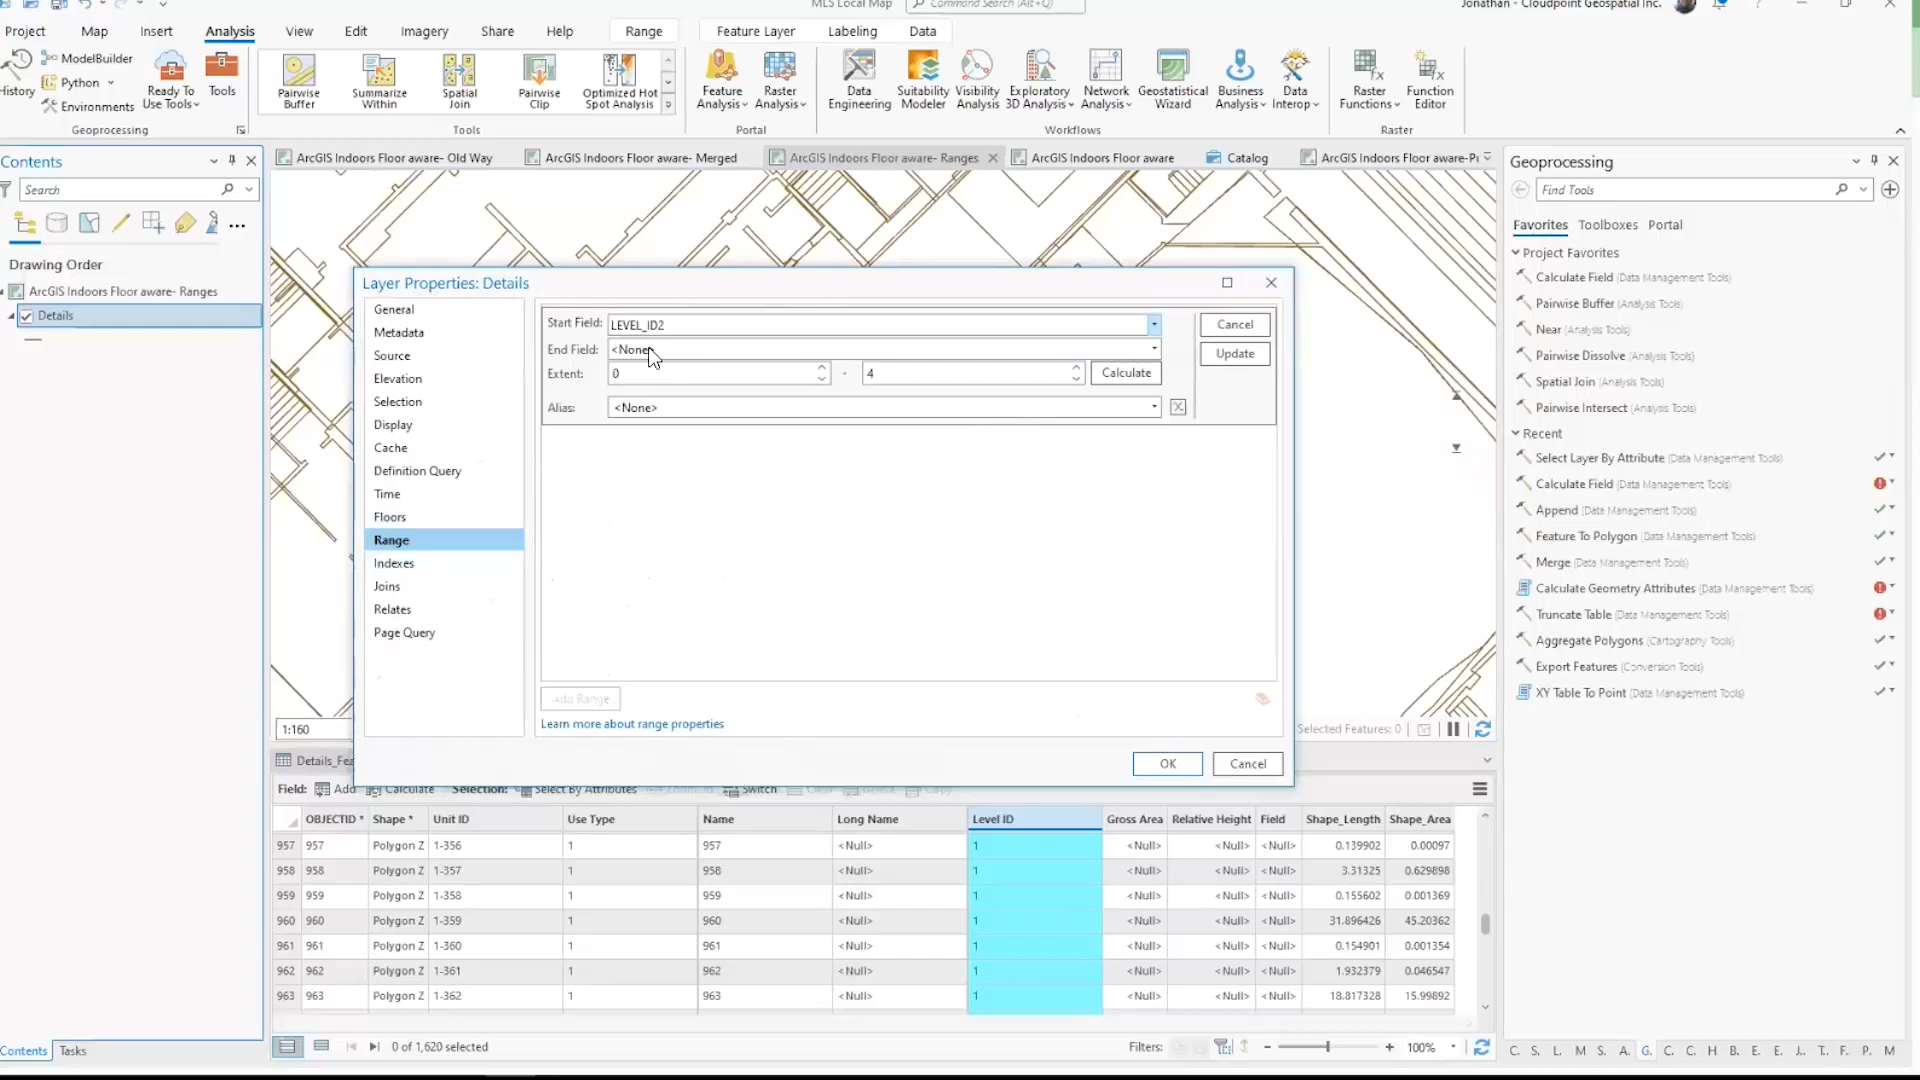 MLS Local Map
Command Search (Alt+Q)
Jonathan - Cloudpoint Geospatial Inc.
Project Map Insert Analysis View Edit Imagery Share Help Range Feature Layer Labeling Data
History
ModelBuilder
Python
Environments
Ready To Use Tools
Tools
Geoprocessing
Pairwise Buffer
Summarize Within
Spatial Join
Pairwise Clip
Optimized Hot Spot Analysis
Tools
Feature Analysis
Raster Analysis
Portal
Data Engineering
Suitability Modeler
Visibility Analysis
Exploratory 3D Analysis
Network Analysis
Geostatistical Wizard
Business Analysis
Data Interop
Workflows
Raster Functions
Function Editor
Raster
Contents
Search
Drawing Order
ArcGIS Indoors Floor aware- Ranges
Details
ArcGIS Indoors Floor aware- Old Way
ArcGIS Indoors Floor aware- Merged
ArcGIS Indoors Floor aware- Ranges
ArcGIS Indoors Floor aware
Catalog
Layer Properties: Details
General
Metadata
Source
Elevation
Selection
Display
Cache
Definition Query
Time
Floors
Range
Indexes
Joins
Relates
Page Query
Start Field: LEVEL_ID2
End Field: <None>
Extent: 0 - 4 Calculate
Alias: <None>
Cancel
Update
Add Range
Learn more about range properties
OK Cancel
1:160
Selected Features: 0
Field: Add Calculate Selection: Select By Attributes Switch
OBJECTID * Shape * Unit ID Use Type Name Long Name Level ID Gross Area Relative Height Field Shape_Length Shape_Area
957 957 Polygon Z 1-356 1 957 <Null> 1 <Null> <Null> <Null> 0.139902 0.00097
958 958 Polygon Z 1-357 1 958 <Null> 1 <Null> <Null> <Null> 3.31325 0.629898
959 959 Polygon Z 1-358 1 959 <Null> 1 <Null> <Null> <Null> 0.155602 0.001369
960 960 Polygon Z 1-359 1 960 <Null> 1 <Null> <Null> <Null> 31.896426 45.20362
961 961 Polygon Z 1-360 1 961 <Null> 1 <Null> <Null> <Null> 0.154901 0.001354
962 962 Polygon Z 1-361 1 962 <Null> 1 <Null> <Null> <Null> 1.932379 0.046547
963 963 Polygon Z 1-362 1 963 <Null> 1 <Null> <Null> <Null> 18.817328 15.99892
0 of 1,620 selected
Filters:
100%
Contents Tasks
Geoprocessing
Find Tools
Favorites Toolboxes Portal
Project Favorites
Calculate Field (Data Management Tools)
Pairwise Buffer (Analysis Tools)
Near (Analysis Tools)
Pairwise Dissolve (Analysis Tools)
Spatial Join (Analysis Tools)
Pairwise Intersect (Analysis Tools)
Recent
Select Layer By Attribute (Data Management Tools)
Calculate Field (Data Management Tools)
Append (Data Management Tools)
Feature To Polygon (Data Management Tools)
Merge (Data Management Tools)
Calculate Geometry Attributes (Data Management Tools)
Truncate Table (Data Management Tools)
Aggregate Polygons (Cartography Tools)
Export Features (Conversion Tools)
XY Table To Point (Data Management Tools)
C. S. L. M S. A. G. C. C. H B. E. E. J.. T.. F.. P. M